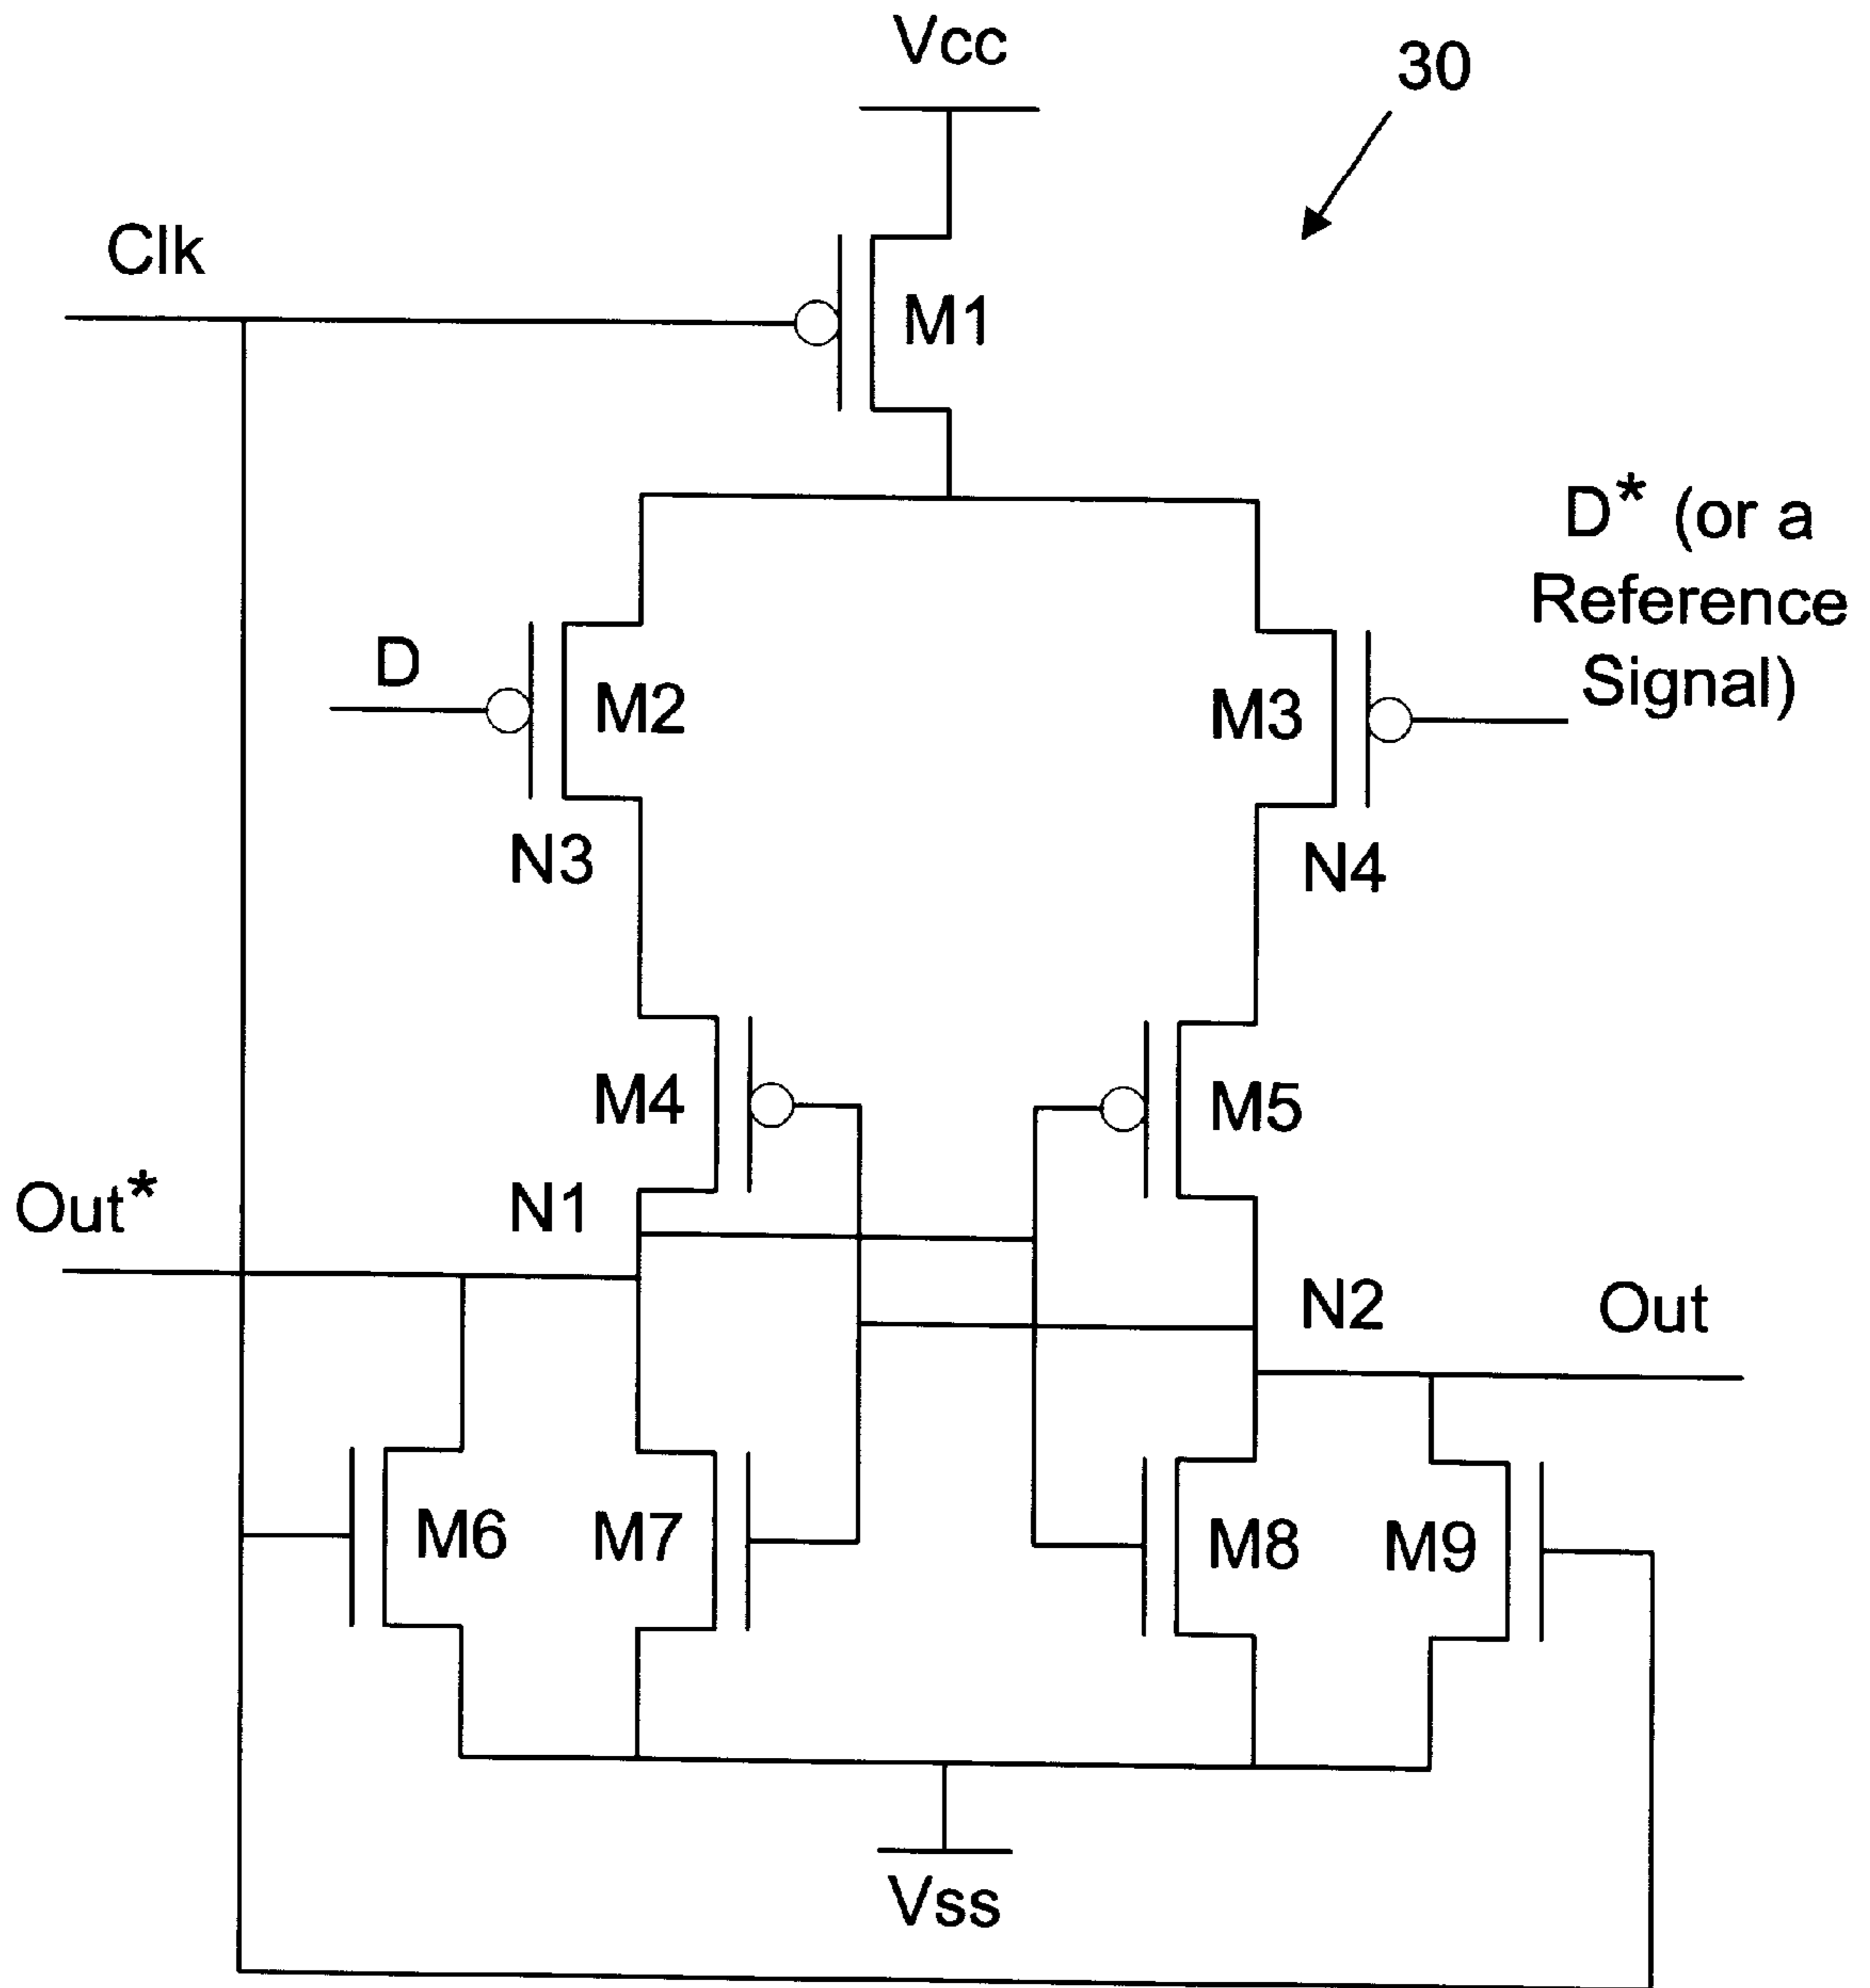 Vcc
30
Clk
M1
D* (or a
Reference
Signal)
D
M2
M3
N3
N4
M4
M5
Out*
N1
N2
Out
M6
M7
M8
M9
Vss